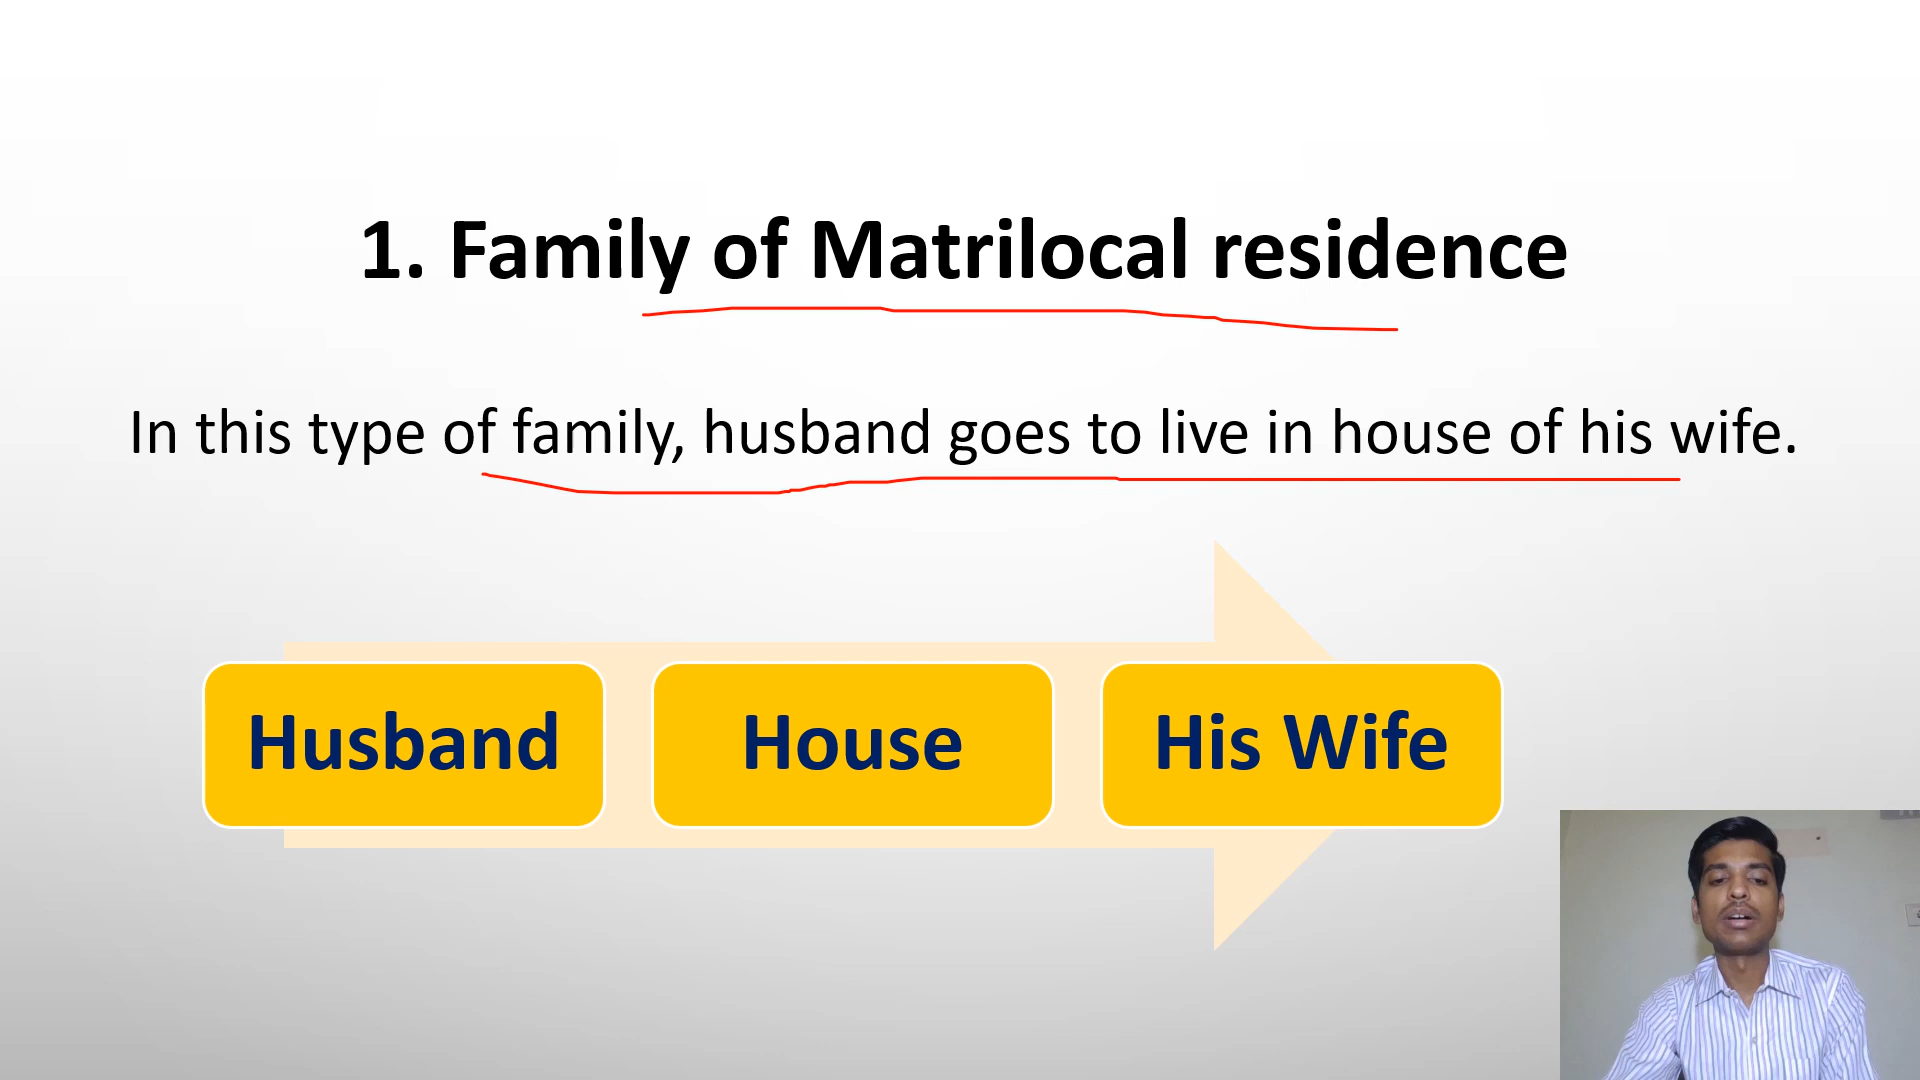 1. Family of Matrilocal residence
In this type of family, husband goes to live in house of his wife.
Husband
House
His Wife